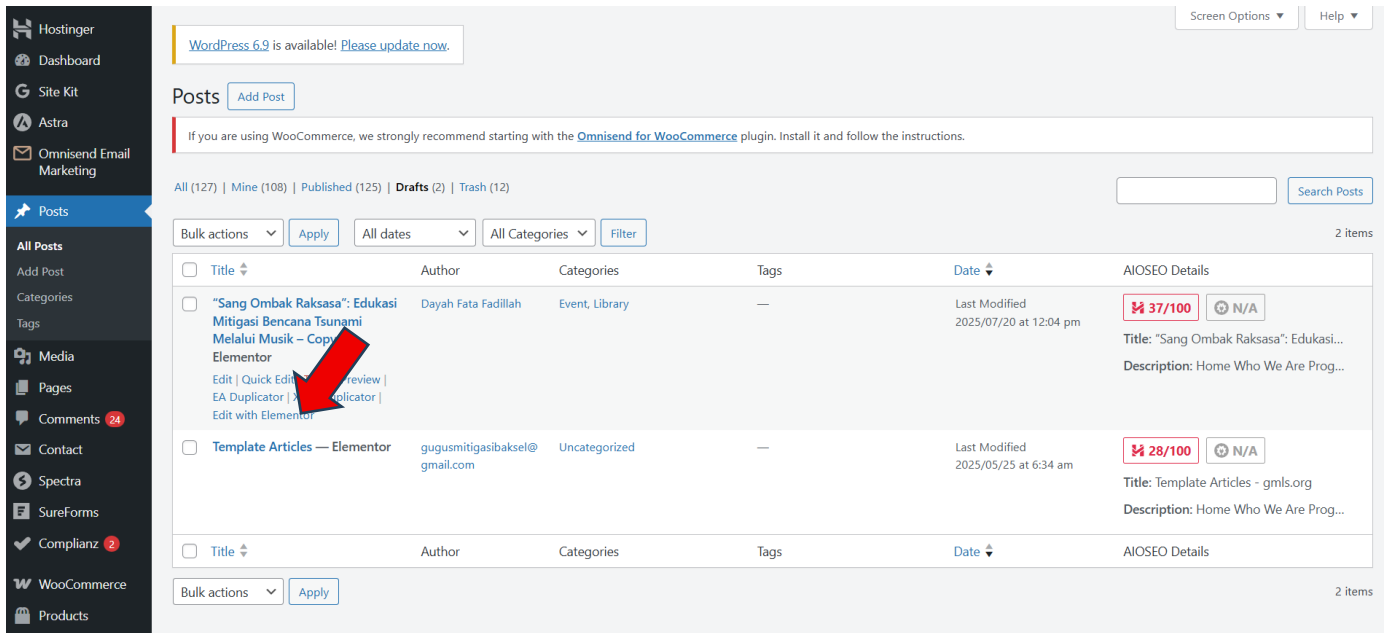 Hostinger
Dashboard
Site Kit
Astra
Omnisend Email
Marketing
Posts
All Posts
Add Post
Categories
Tags
Media
Pages
Comments 24
Contact
Spectra
SureForms
Complianz 2
WooCommerce
Products
Screen Options ▼ Help ▼
WordPress 6.9 is available! Please update now.
Posts Add Post
If you are using WooCommerce, we strongly recommend starting with the Omnisend for WooCommerce plugin. Install it and follow the instructions.
All (127) | Mine (108) | Published (125) | Drafts (2) | Trash (12)
Search Posts
Bulk actions Apply All dates All Categories Filter 2 items
Title Author Categories Tags Date AIOSEO Details
“Sang Ombak Raksasa”: Edukasi
Mitigasi Bencana Tsunami
Melalui Musik – Copy
Elementor
Edit | Quick Edit | Preview |
EA Duplicator |
Edit with Elementor
Dayah Fata Fadillah
Event, Library
—
Last Modified
2025/07/20 at 12:04 pm
37/100 N/A
Title: “Sang Ombak Raksasa”: Edukasi...
Description: Home Who We Are Prog...
Template Articles — Elementor
gugusmitigasibaksel@
gmail.com
Uncategorized
—
Last Modified
2025/05/25 at 6:34 am
28/100 N/A
Title: Template Articles - gmls.org
Description: Home Who We Are Prog...
Title Author Categories Tags Date AIOSEO Details
Bulk actions Apply 2 items